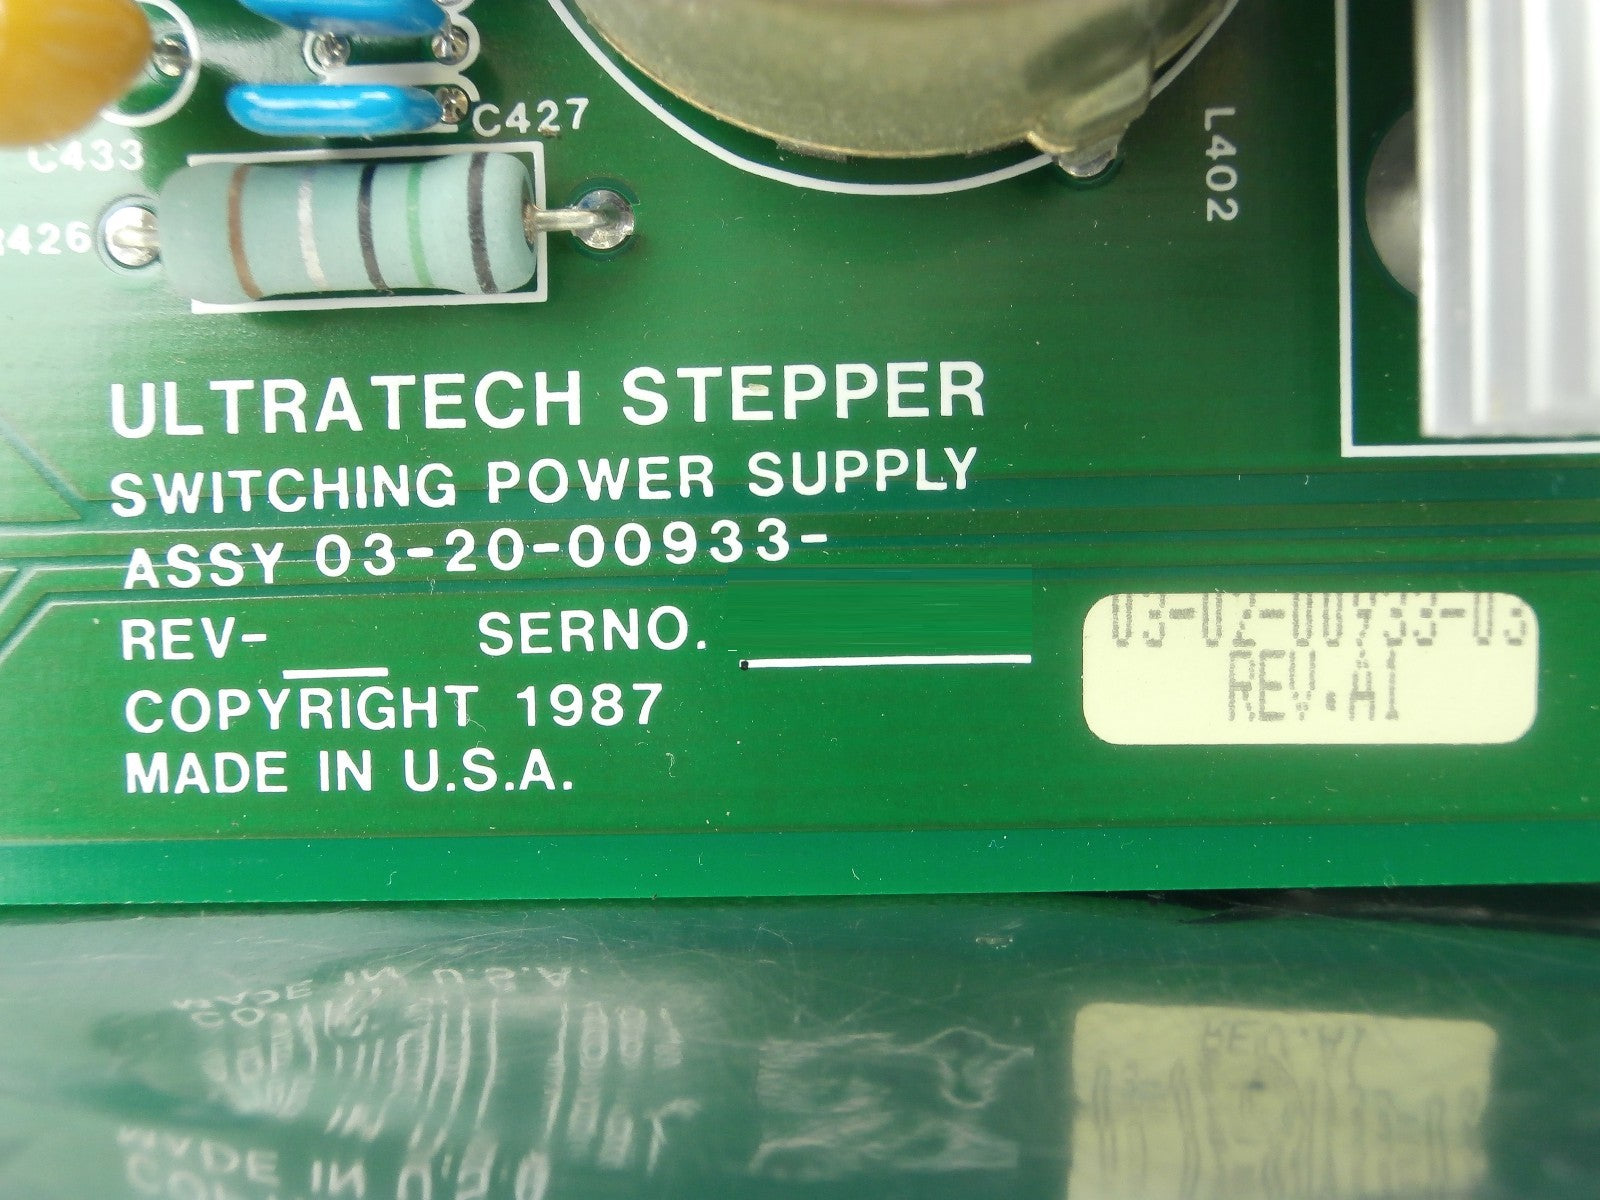 C427
C433
L402
ULTRATECH STEPPER
SWITCHING POWER SUPPLY
ASSY 03-20-00933-
REV- SERNO.
COPYRIGHT 1987
MADE IN U.S.A.
03-02-00933-03
REV.A1